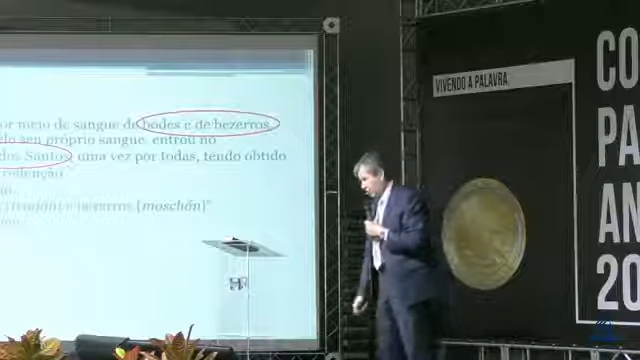 or meio de sangue de bodes e de bezerros
elo seu próprio sangue, entrou no
dos Santos, uma vez por todas, tendo obtido
redenção
(moschōn)"
VIVENDO A PALAVRA
CO
PA
AN
20